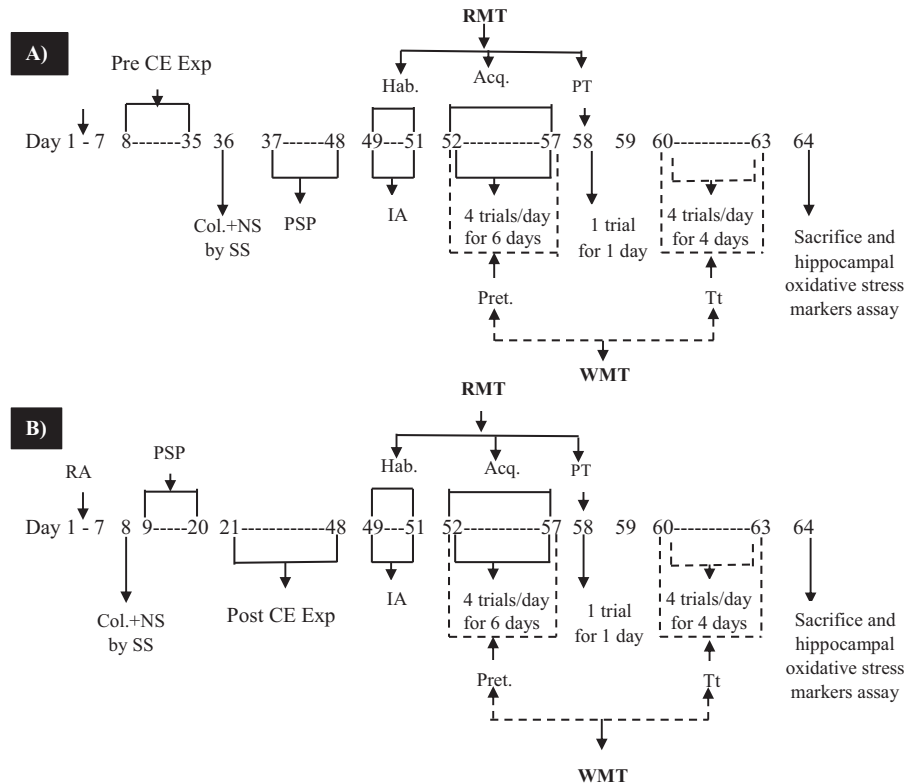 A)
RMT
Pre CE Exp
Hab.
Acq.
PT
Day 1 - 7 8-------35 36 37------48 49---51 52-------------57 58 59 60-------------63 64
Col.+NS
by SS
PSP
IA
4 trials/day
for 6 days
1 trial
for 1 day
4 trials/day
for 4 days
Sacrifice and
hippocampal
oxidative stress
markers assay
Pret.
Tt
WMT
B)
RMT
PSP
RA
Hab.
Acq.
PT
Day 1 - 7 8 9-----20 21-------------48 49---51 52-------------57 58 59 60-------------63 64
Col.+NS
by SS
Post CE Exp
IA
4 trials/day
for 6 days
1 trial
for 1 day
4 trials/day
for 4 days
Sacrifice and
hippocampal
oxidative stress
markers assay
Pret.
Tt
WMT